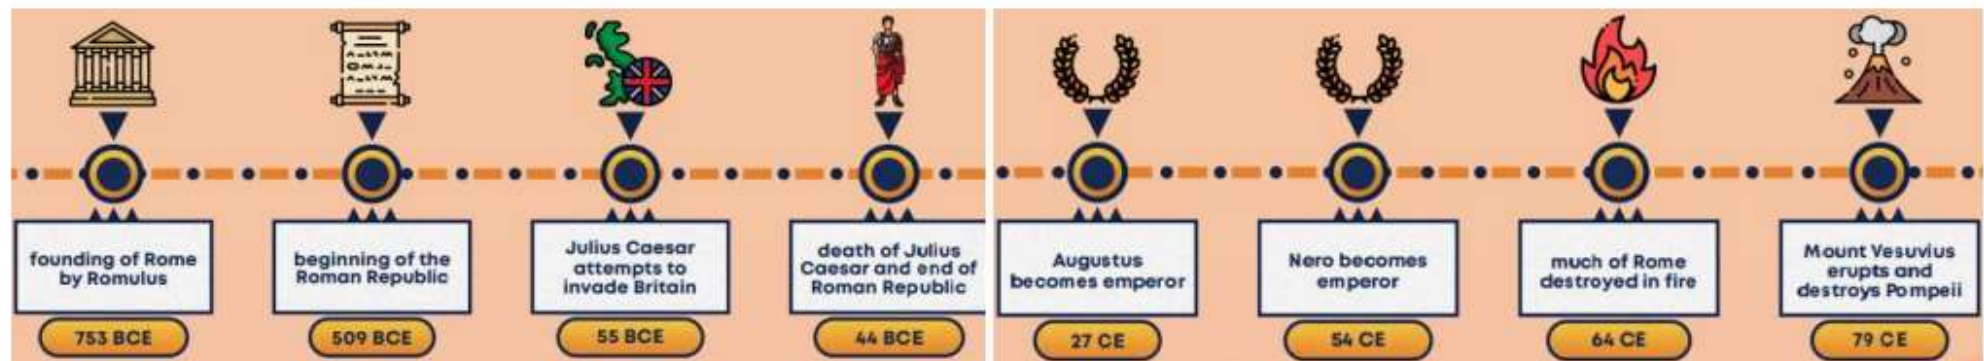 founding of Rome
by Romulus
753 BCE
beginning of the
Roman Republic
509 BCE
Julius Caesar
attempts to
invade Britain
55 BCE
death of Julius
Caesar and end of
Roman Republic
44 BCE
Augustus
becomes emperor
27 CE
Nero becomes
emperor
54 CE
much of Rome
destroyed in fire
64 CE
Mount Vesuvius
erupts and
destroys Pompeii
79 CE